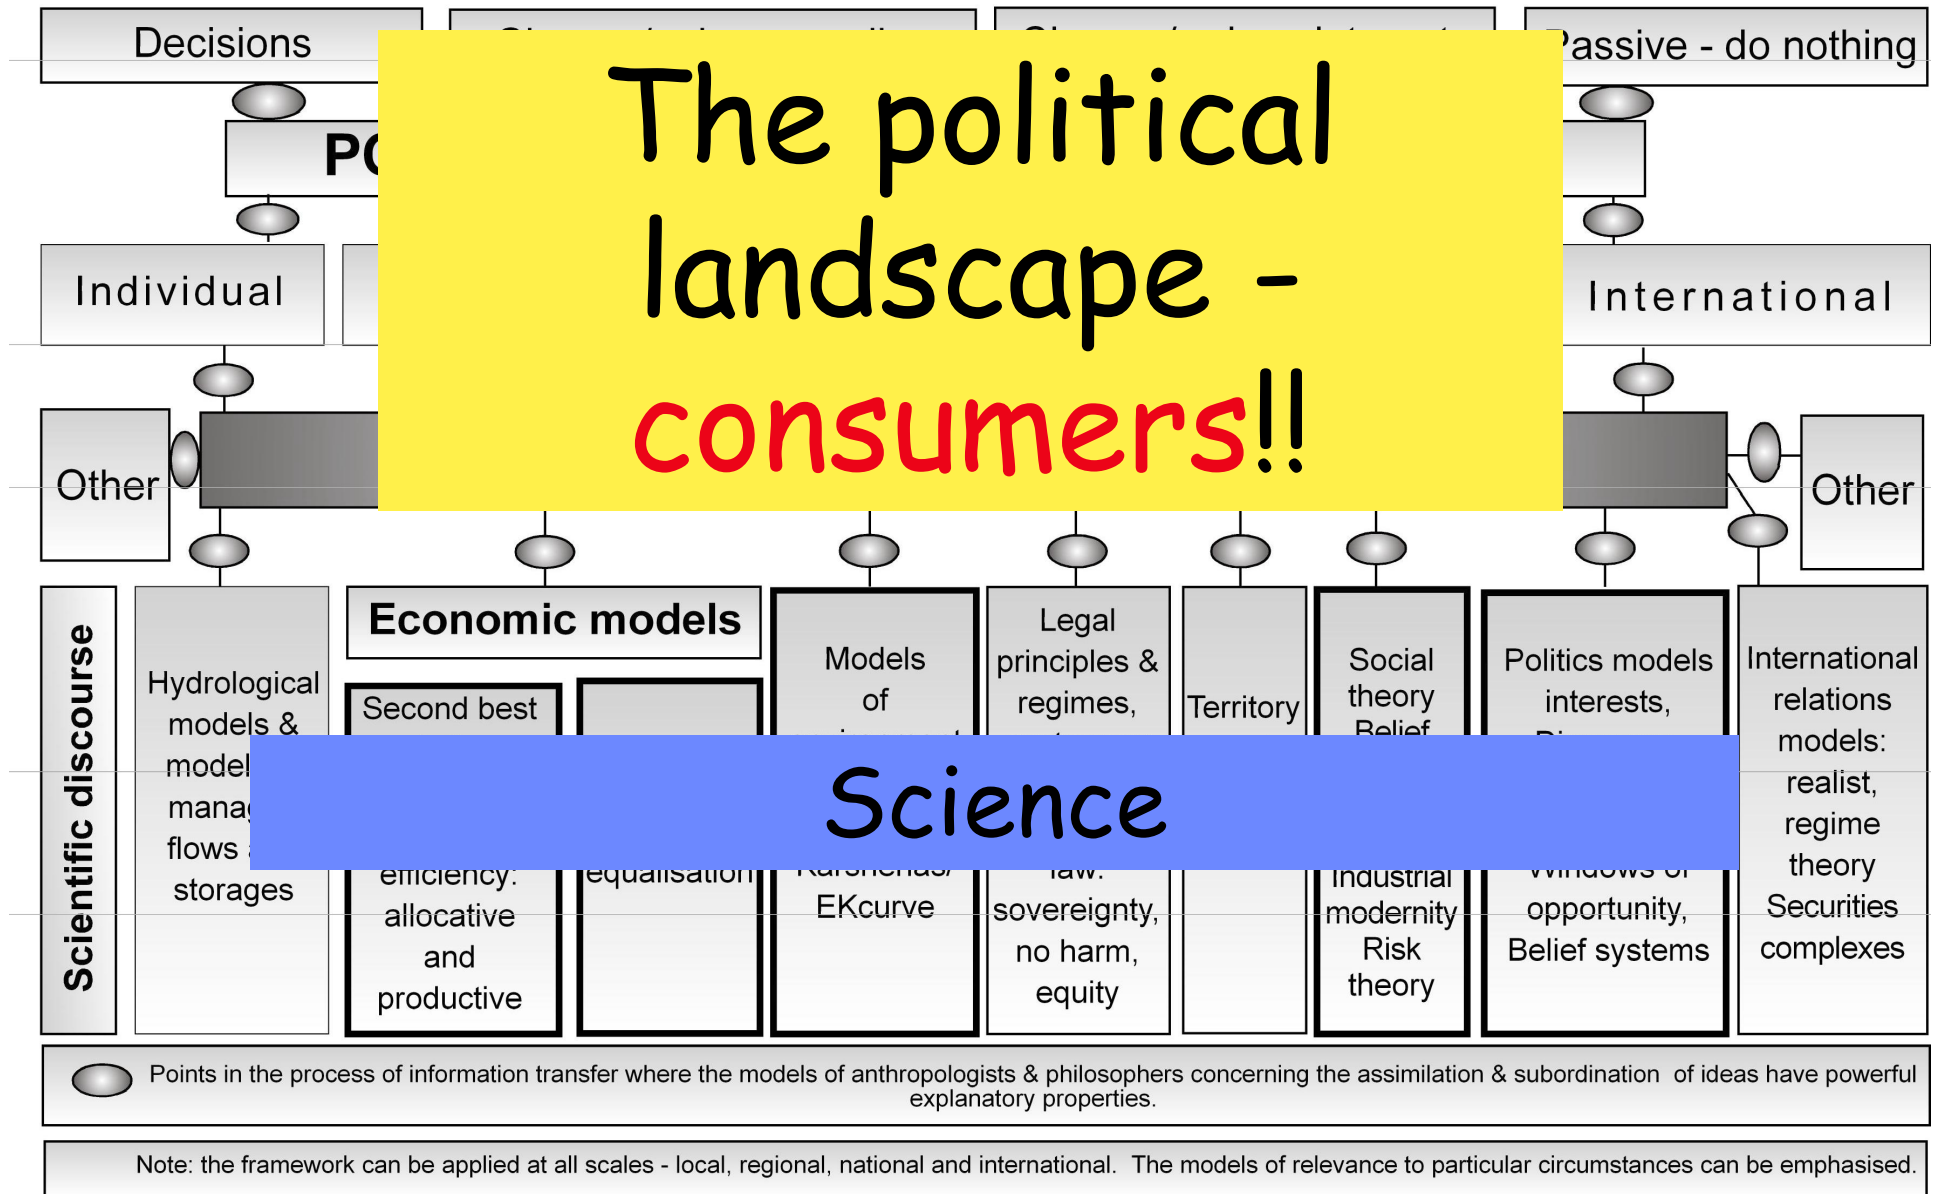 Decisions
Passive - do nothing
The political
landscape -
consumers!!
Individual
International
Other
Other
Scientific discourse
Hydrological
models &
flows
storages
Economic models
Second best
efficiency:
allocative
and
productive
equalisation
Models
of
Karshenas/
EKcurve
Legal
principles &
regimes,
law:
sovereignty,
no harm,
equity
Territory
Social
theory
Belief
Industrial
modernity
Risk
theory
Politics models
interests,
Windows of
opportunity,
Belief systems
International
relations
models:
realist,
regime
theory
Securities
complexes
Science
Points in the process of information transfer where the models of anthropologists & philosophers concerning the assimilation & subordination of ideas have powerful
explanatory properties.
Note: the framework can be applied at all scales - local, regional, national and international. The models of relevance to particular circumstances can be emphasised.